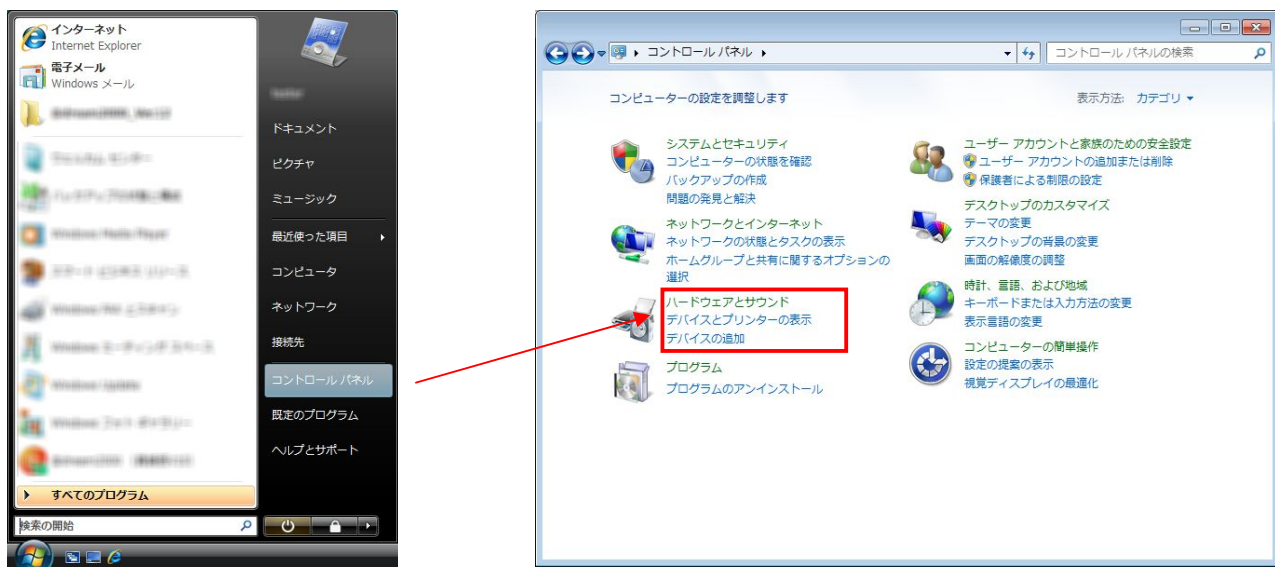 インターネット
Internet Explorer
電子メール
Windows メール
ドキュメント
ピクチャ
ミュージック
最近使った項目
コンピュータ
ネットワーク
接続先
コントロール パネル
既定のプログラム
ヘルプとサポート
すべてのプログラム
検索の開始
コントロール パネル
コントロール パネルの検索
コンピューターの設定を調整します
表示方法: カテゴリ
システムとセキュリティ
コンピューターの状態を確認
バックアップの作成
問題の発見と解決
ネットワークとインターネット
ネットワークの状態とタスクの表示
ホームグループと共有に関するオプションの
選択
ハードウェアとサウンド
デバイスとプリンターの表示
デバイスの追加
プログラム
プログラムのアンインストール
ユーザー アカウントと家族のための安全設定
ユーザー アカウントの追加または削除
保護者による制限の設定
デスクトップのカスタマイズ
テーマの変更
デスクトップの背景の変更
画面の解像度の調整
時計、言語、および地域
キーボードまたは入力方法の変更
表示言語の変更
コンピューターの簡単操作
設定の提案の表示
視覚ディスプレイの最適化